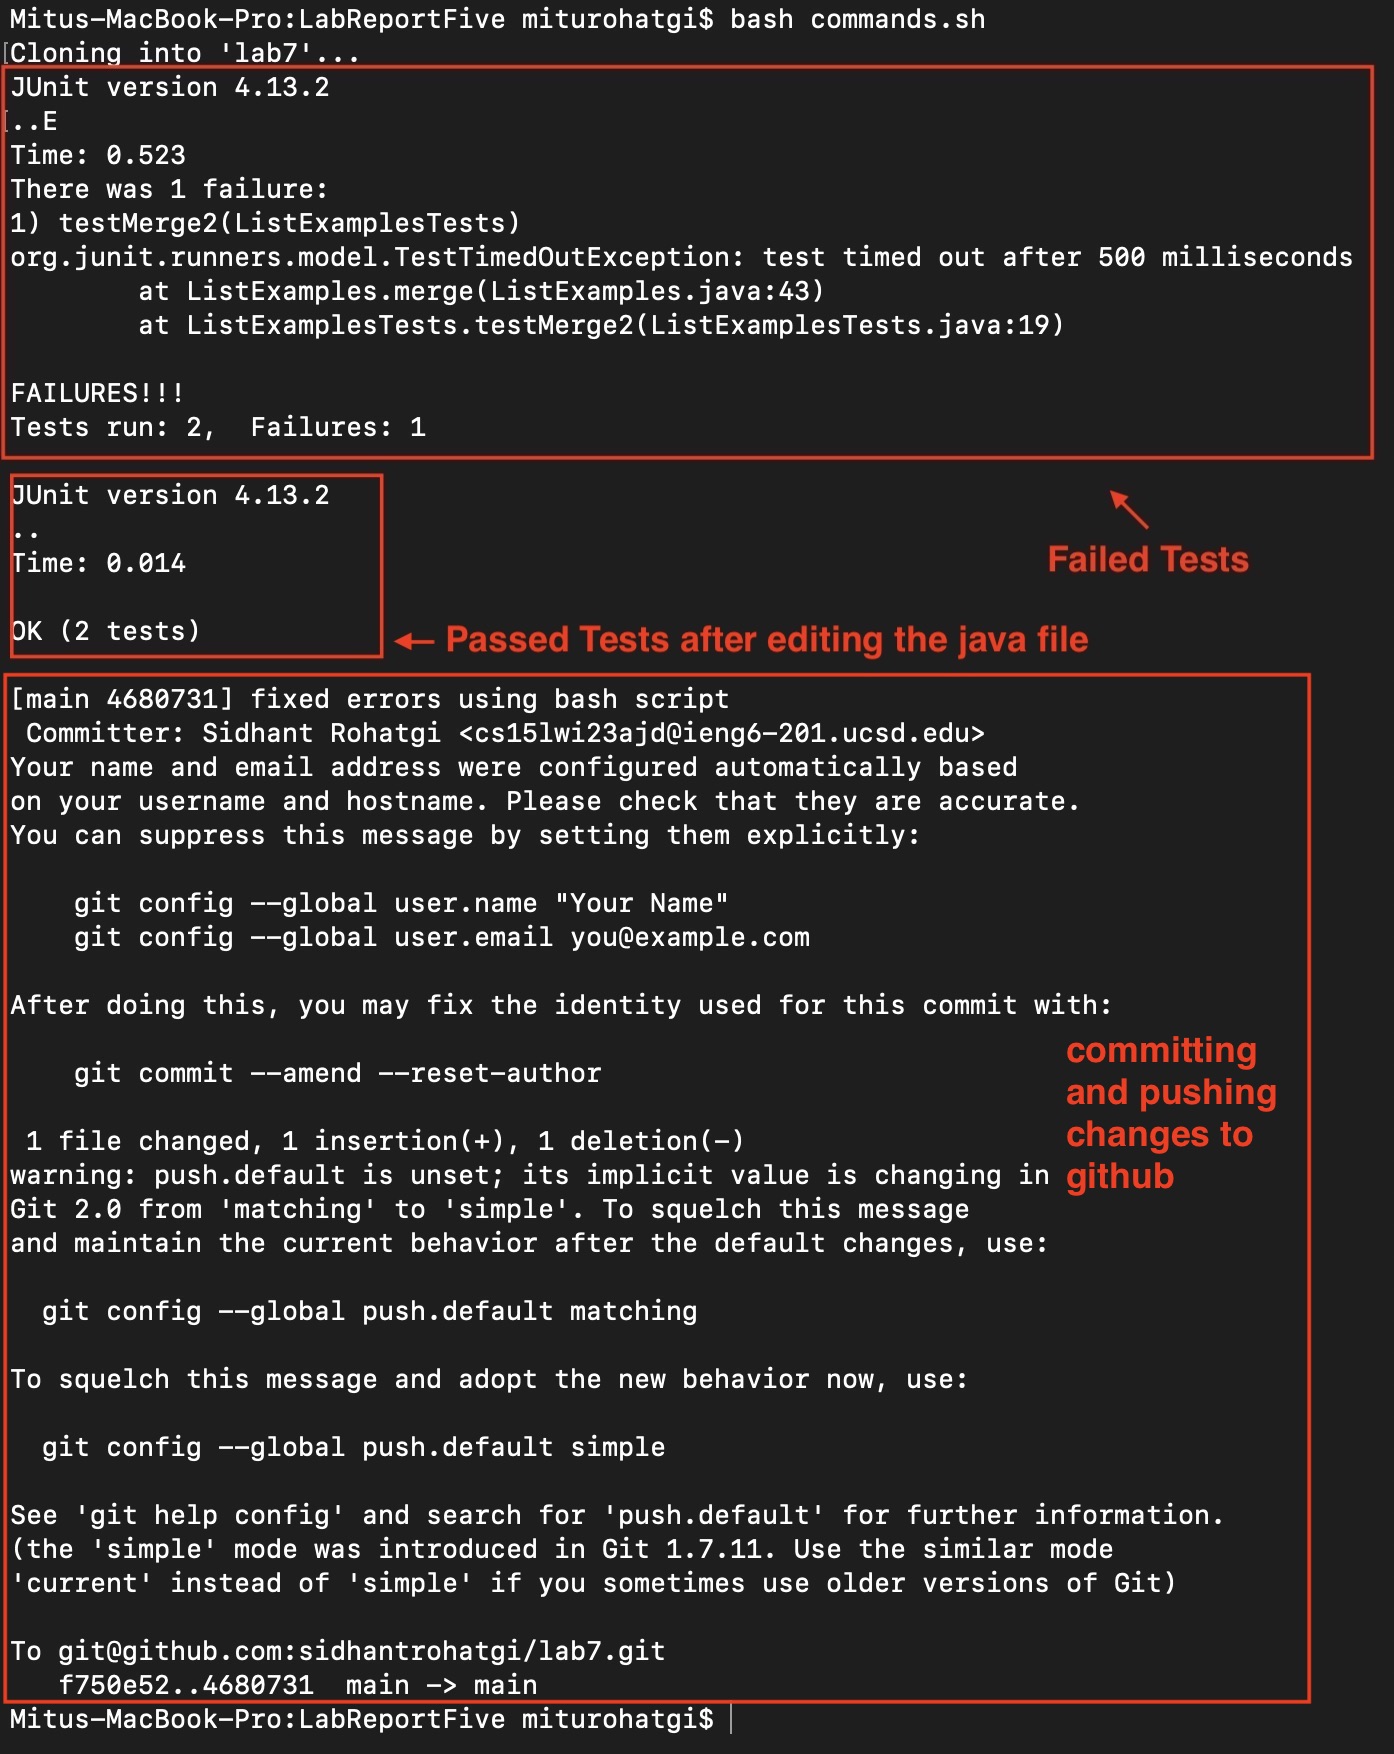 Mitus-MacBook-Pro:LabReportFive miturohatgi$ bash commands.sh
[Cloning into 'lab7'...
JUnit version 4.13.2
[..E
Time: 0.523
There was 1 failure:
1) testMerge2(ListExamplesTests)
org.junit.runners.model.TestTimedOutException: test timed out after 500 milliseconds
        at ListExamples.merge(ListExamples.java:43)
        at ListExamplesTests.testMerge2(ListExamplesTests.java:19)

FAILURES!!!
Tests run: 2,  Failures: 1

Failed Tests

JUnit version 4.13.2
..
Time: 0.014

OK (2 tests)
Passed Tests after editing the java file

[main 4680731] fixed errors using bash script
 Committer: Sidhant Rohatgi <cs15lwi23ajd@ieng6-201.ucsd.edu>
Your name and email address were configured automatically based
on your username and hostname. Please check that they are accurate.
You can suppress this message by setting them explicitly:

    git config --global user.name "Your Name"
    git config --global user.email you@example.com

After doing this, you may fix the identity used for this commit with:

    git commit --amend --reset-author

committing
and pushing
changes to
github

 1 file changed, 1 insertion(+), 1 deletion(-)
warning: push.default is unset; its implicit value is changing in
Git 2.0 from 'matching' to 'simple'. To squelch this message
and maintain the current behavior after the default changes, use:

  git config --global push.default matching

To squelch this message and adopt the new behavior now, use:

  git config --global push.default simple

See 'git help config' and search for 'push.default' for further information.
(the 'simple' mode was introduced in Git 1.7.11. Use the similar mode
'current' instead of 'simple' if you sometimes use older versions of Git)

To git@github.com:sidhantrohatgi/lab7.git
   f750e52..4680731  main -> main
Mitus-MacBook-Pro:LabReportFive miturohatgi$